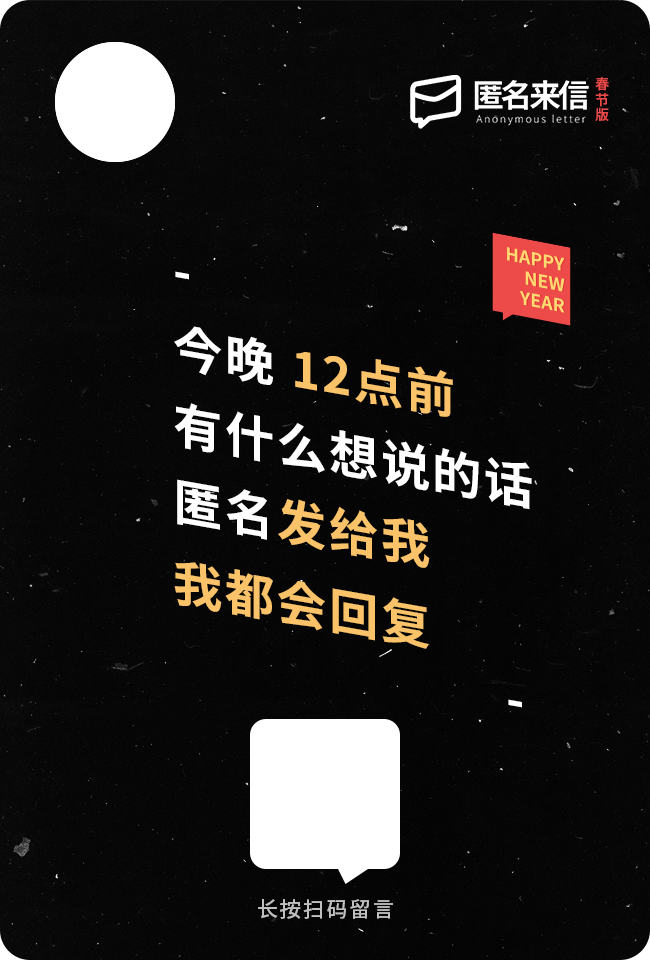 匿名来信
Anonymous letter
春节版
HAPPY
NEW
YEAR
今晚 12点前
有什么想说的话
匿名发给我
我都会回复
长按扫码留言